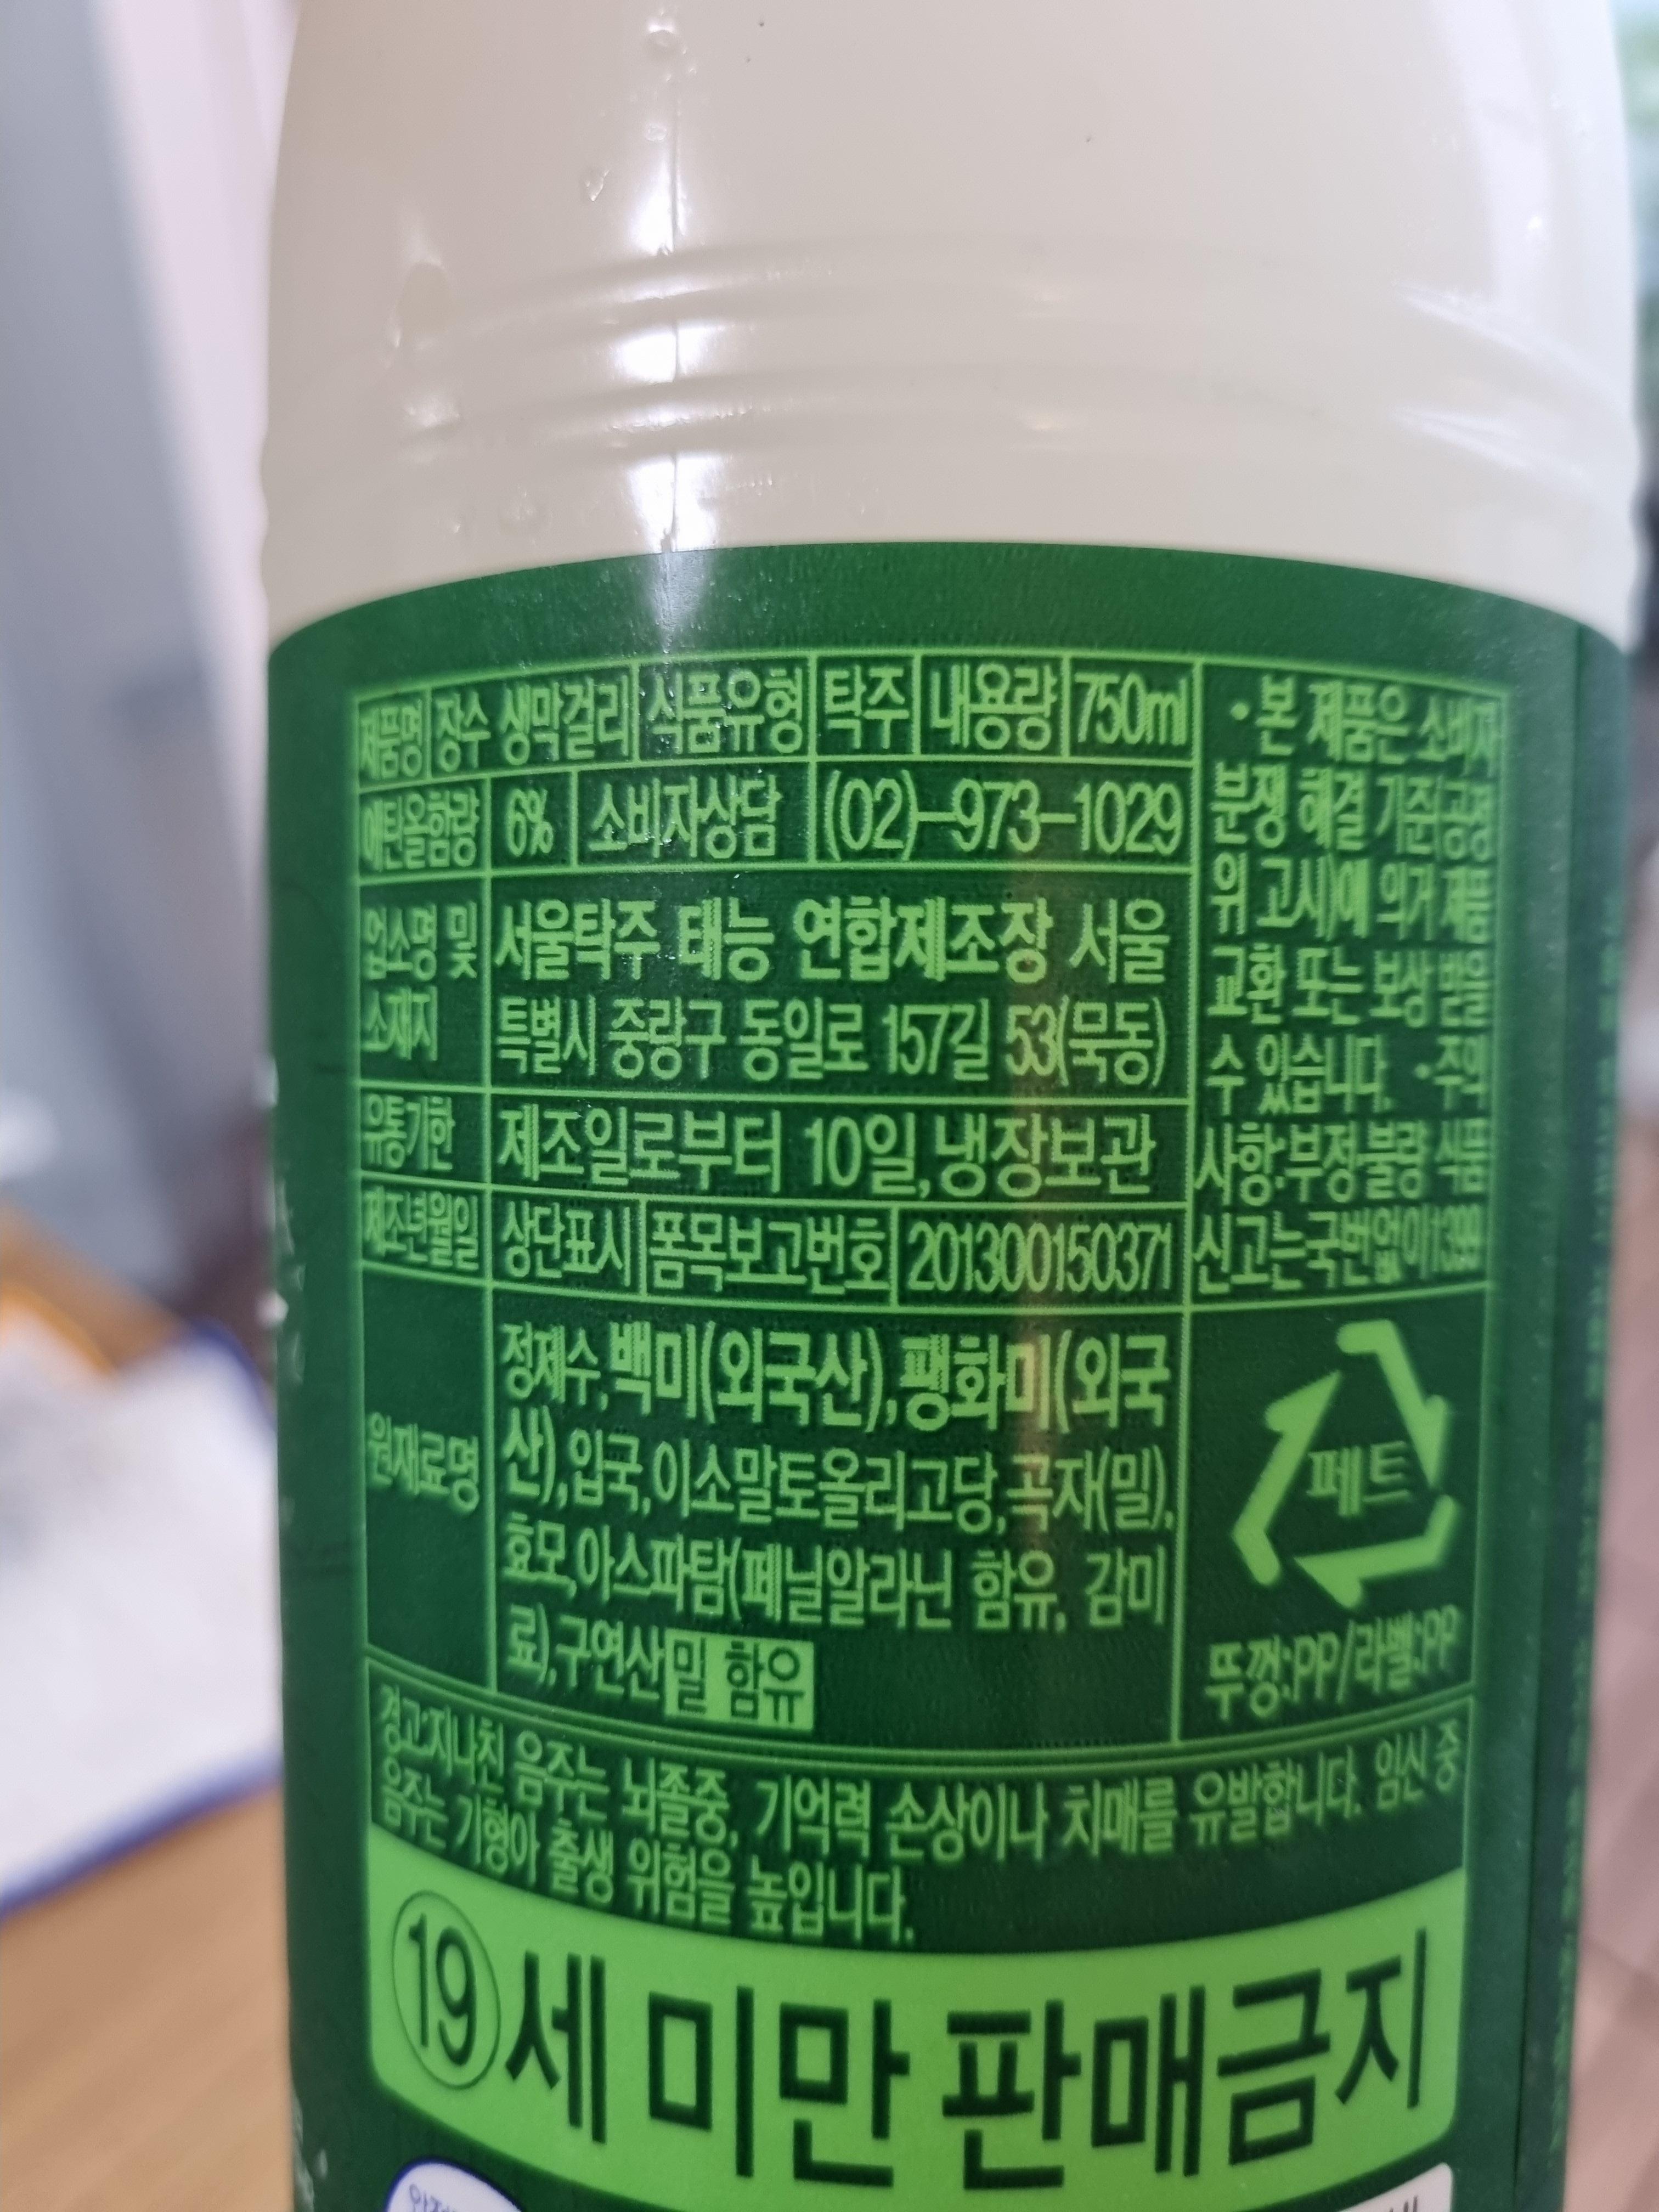 제품명 장수 생막걸리 식품유형 탁주 내용량 750ml
에탄올함량 6% 소비자상담 (02)-973-1029
업소명 및 소재지
서울탁주 태능 연합제조장 서울
특별시 중랑구 동일로 157길 53(묵동)
유통기한 제조일로부터 10일,냉장보관
제조년월일 상단표시 품목보고번호 201300150371
원재료명
정제수,백미(외국산),팽화미(외국
산),입국,이소말토올리고당,곡자(밀),
효모,아스파탐(페닐알라닌 함유, 감미
료),구연산 밀 함유
•본 제품은 소비자
분쟁 해결 기준(공정
위 고시)에 의거 제품
교환 또는 보상 받을
수 있습니다. •주의
사항:부정·불량 식품
신고는 국번없이1399
페트
뚜껑:PP/라벨:PP
경고:지나친 음주는 뇌졸중, 기억력 손상이나 치매를 유발합니다. 임신 중
음주는 기형아 출생 위험을 높입니다.
19세 미만 판매금지